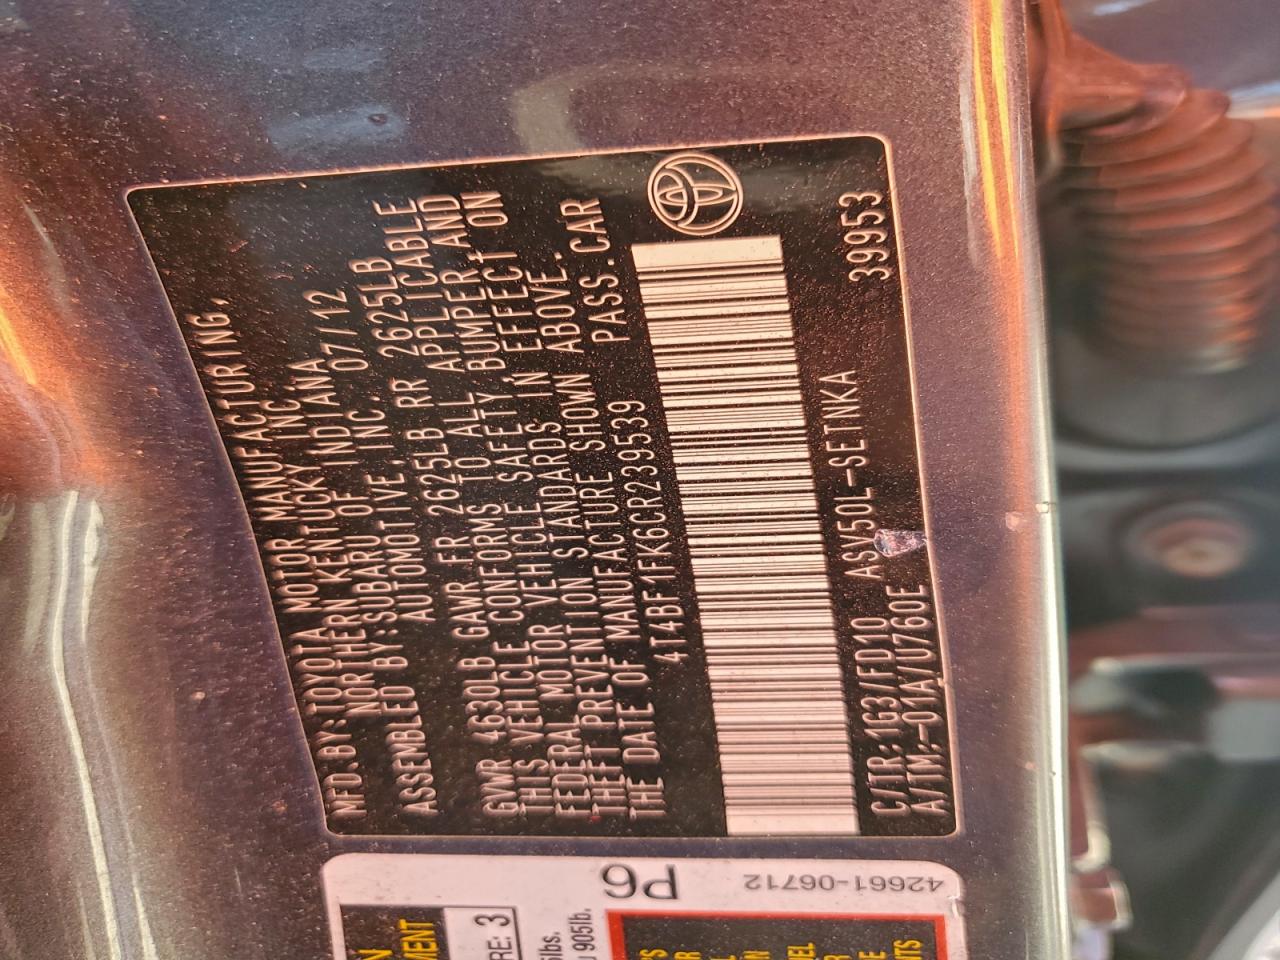 MFD.BY:TOYOTA MOTOR MANUFACTURING,
NORTHERN KENTUCKY INC.
ASSEMBLED BY:SUBARU OF INDIANA
AUTOMOTIVE, INC. 07/12
GVWR 4630LB GAWR FR 2625LB RR 2625LB
THIS VEHICLE CONFORMS TO ALL APPLICABLE
FEDERAL MOTOR VEHICLE SAFETY, BUMPER, AND
THEFT PREVENTION STANDARDS IN EFFECT ON
THE DATE OF MANUFACTURE SHOWN ABOVE.
4T4BF1FK6CR239539 PASS.CAR
C/TR:1G3/FD10 ASV50L-SETNKA 39953
A/TM:-01A/U760E
P6
42661-06712
3
905lb.